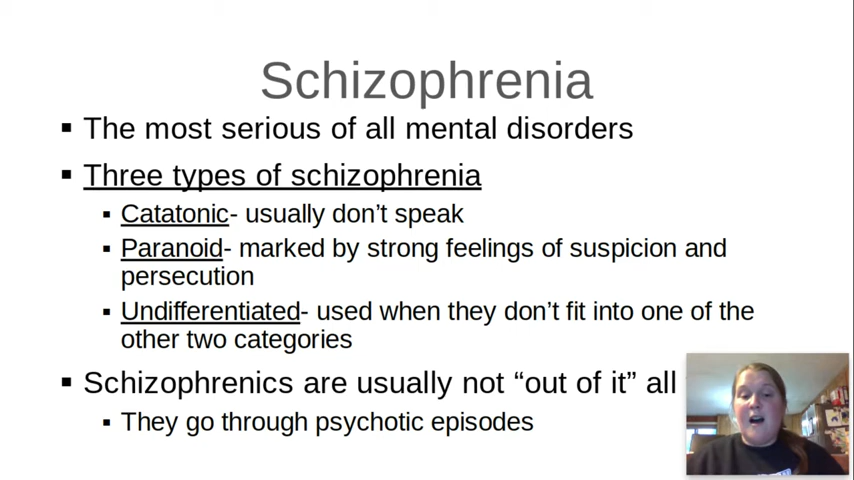 Schizophrenia
▪ The most serious of all mental disorders
▪ Three types of schizophrenia
▪ Catatonic- usually don’t speak
▪ Paranoid- marked by strong feelings of suspicion and
persecution
▪ Undifferentiated- used when they don’t fit into one of the
other two categories
▪ Schizophrenics are usually not “out of it” all
▪ They go through psychotic episodes